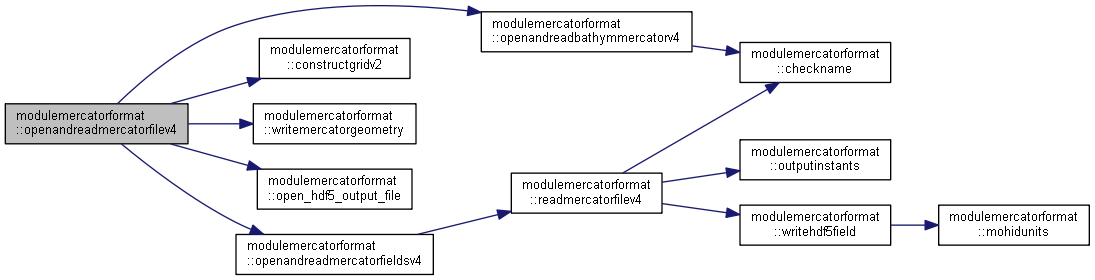 modulemercatorformat
::openandreadmercatorfilev4
modulemercatorformat
::openandreadbathymmercatorv4
modulemercatorformat
::constructgridv2
modulemercatorformat
::writemercatorgeometry
modulemercatorformat
::open_hdf5_output_file
modulemercatorformat
::openandreadmercatorfieldsv4
modulemercatorformat
::readmercatorfilev4
modulemercatorformat
::checkname
modulemercatorformat
::outputinstants
modulemercatorformat
::writehdf5field
modulemercatorformat
::mohidunits